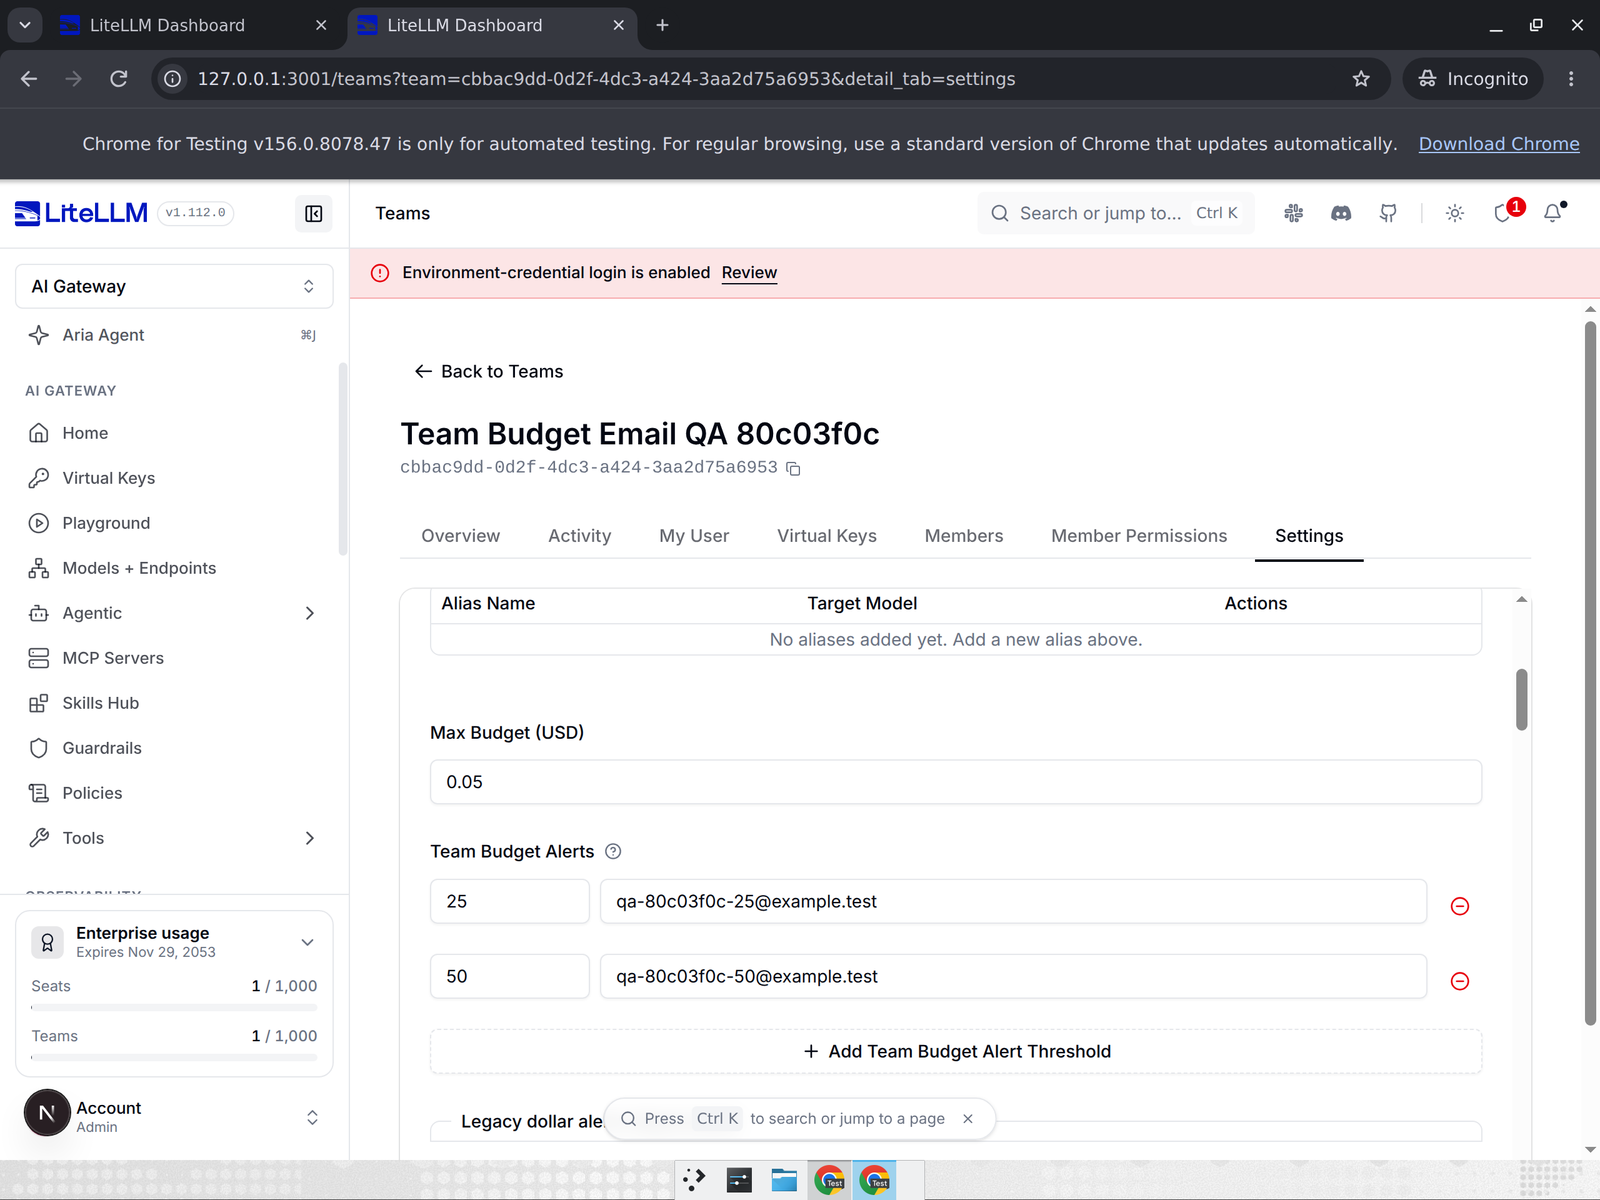 LiteLLM Dashboard
LiteLLM Dashboard
127.0.0.1:3001/teams?team=cbbac9dd-0d2f-4dc3-a424-3aa2d75a6953&detail_tab=settings
Incognito
Chrome for Testing v156.0.8078.47 is only for automated testing. For regular browsing, use a standard version of Chrome that updates automatically. Download Chrome
LiteLLM v1.112.0
Teams
Search or jump to... Ctrl K
1
AI Gateway
Environment-credential login is enabled Review
Aria Agent ⌘J
AI GATEWAY
Home
Virtual Keys
Playground
Models + Endpoints
Agentic
MCP Servers
Skills Hub
Guardrails
Policies
Tools
OBSERVABILITY
Enterprise usage
Expires Nov 29, 2053
Seats 1 / 1,000
Teams 1 / 1,000
N
Account
Admin
Back to Teams
Team Budget Email QA 80c03f0c
cbbac9dd-0d2f-4dc3-a424-3aa2d75a6953
Overview Activity My User Virtual Keys Members Member Permissions Settings
Alias Name Target Model Actions
No aliases added yet. Add a new alias above.
Max Budget (USD)
0.05
Team Budget Alerts
25 qa-80c03f0c-25@example.test
50 qa-80c03f0c-50@example.test
Add Team Budget Alert Threshold
Legacy dollar ale
Press Ctrl K to search or jump to a page
Test
Test